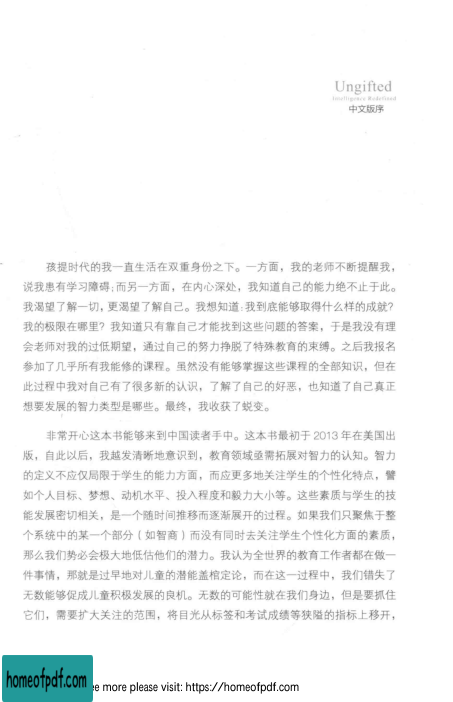 Ungifted
Intelligence Redefined
中文版序
孩提时代的我一直生活在双重身份之下。一方面，我的老师不断提醒我，
说我患有学习障碍；而另一方面，在内心深处，我知道自己的能力绝不止于此。
我渴望了解一切，更渴望了解自己。我想知道：我到底能够取得什么样的成就？
我的极限在哪里？我知道只有靠自己才能找到这些问题的答案，于是我没有理
会老师对我的过低期望，通过自己的努力挣脱了特殊教育的束缚。之后我报名
参加了几乎所有我能修的课程。虽然没有能够掌握这些课程的全部知识，但在
此过程中我对自己有了很多新的认识，了解了自己的好恶，也知道了自己真正
想要发展的智力类型是哪些。最终，我收获了蜕变。
非常开心这本书能够来到中国读者手中。这本书最初于 2013 年在美国出
版，自此以后，我越发清晰地意识到，教育领域亟需拓展对智力的认知。智力
的定义不应仅局限于学生的能力方面，而应更多地关注学生的个性化特点，譬
如个人目标、梦想、动机水平、投入程度和毅力大小等。这些素质与学生的技
能发展密切相关，是一个随时间推移而逐渐展开的过程。如果我们只聚焦于整
个系统中的某一个部分（如智商）而没有同时去关注学生个性化方面的素质，
那么我们势必会极大地低估他们的潜力。我认为全世界的教育工作者都在做一
件事情，那就是过早地对儿童的潜能盖棺定论，而在这一过程中，我们错失了
无数能够促成儿童积极发展的良机。无数的可能性就在我们身边，但是要抓住
它们，需要扩大关注的范围，将目光从标签和考试成绩等狭隘的指标上移开，
homeofpdf.com
ee more please visit: https://homeofpdf.com